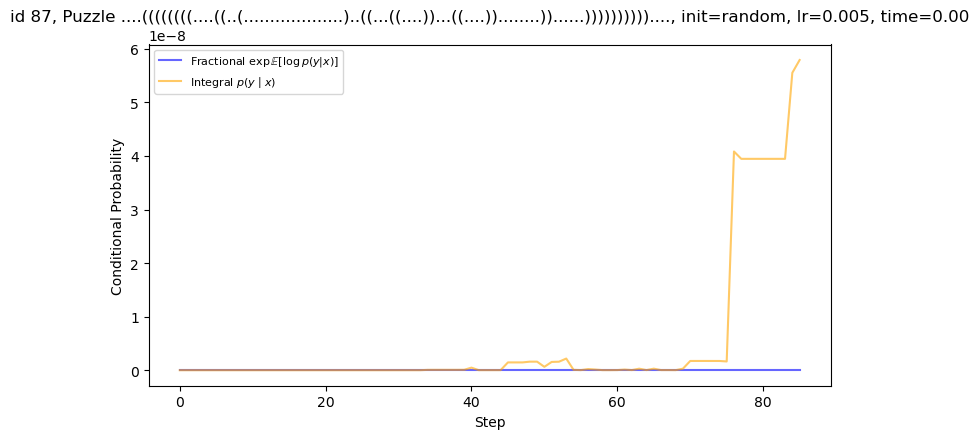 id 87, Puzzle ....((((((((....((..(...................)..((...((....))...((....))........))......))))))))))...., init=random, lr=0.005, time=0.00
1e−8
6
5
4
3
2
1
0
Conditional Probability
Fractional exp𝔼[log p(y|x)]
Integral p(y | x)
0
20
40
60
80
Step